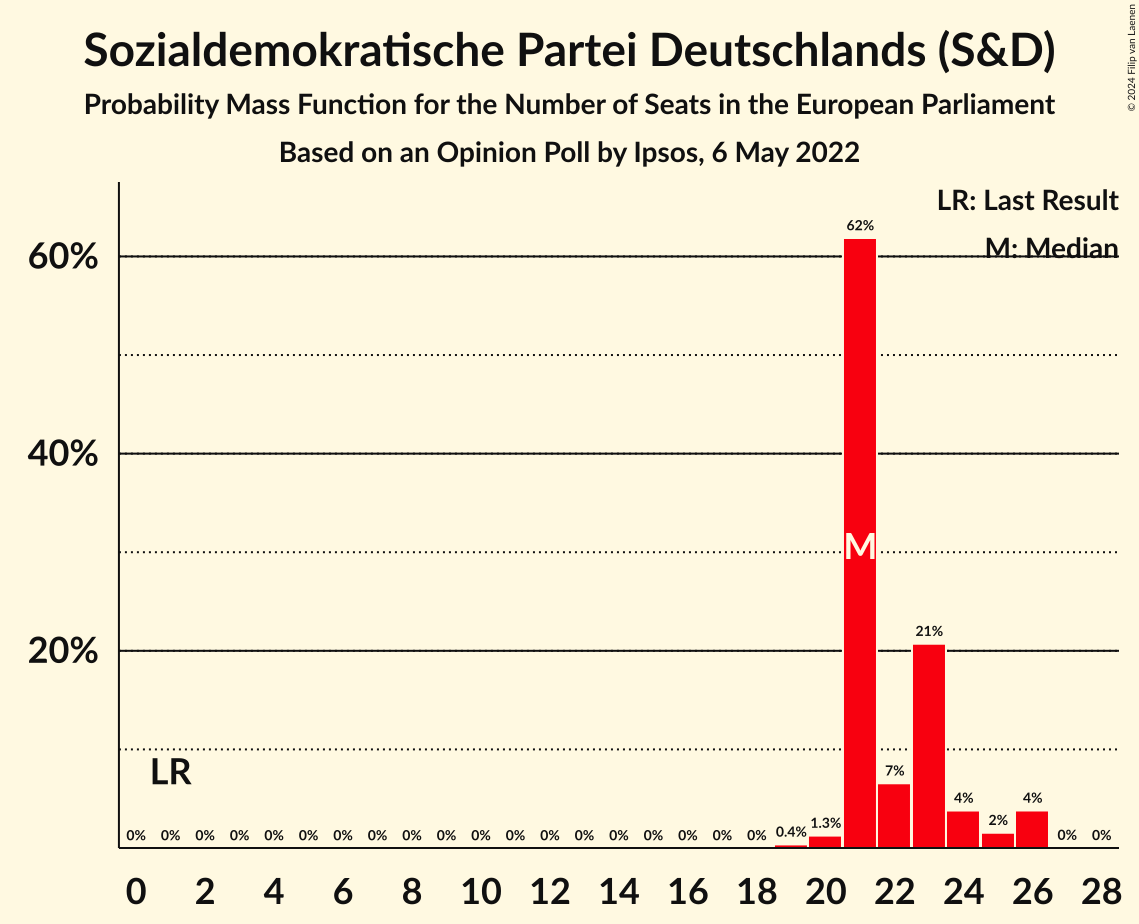 Sozialdemokratische Partei Deutschlands (S&D)
Probability Mass Function for the Number of Seats in the European Parliament
Based on an Opinion Poll by Ipsos, 6 May 2022
© 2024 Filip van Laenen
LR: Last Result
M: Median
60%
40%
20%
62%
M
21%
LR
7%
4%
2%
4%
0% 0% 0% 0% 0% 0% 0% 0% 0% 0% 0% 0% 0% 0% 0% 0% 0% 0% 0% 0.4% 1.3% 0% 0%
0 2 4 6 8 10 12 14 16 18 20 22 24 26 28